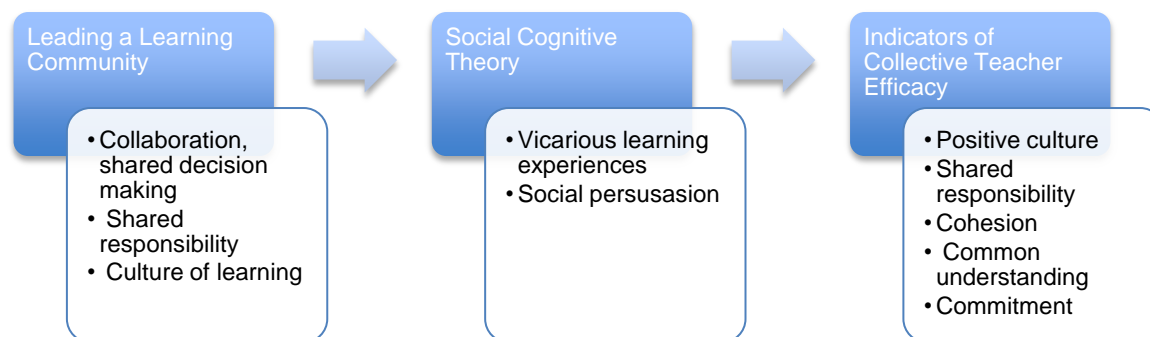 Leading a Learning
Community
• Collaboration,
shared decision
making
• Shared
responsibility
• Culture of learning
Social Cognitive
Theory
• Vicarious learning
experiences
• Social persusasion
Indicators of
Collective Teacher
Efficacy
• Positive culture
• Shared
responsibility
• Cohesion
• Common
understanding
• Commitment